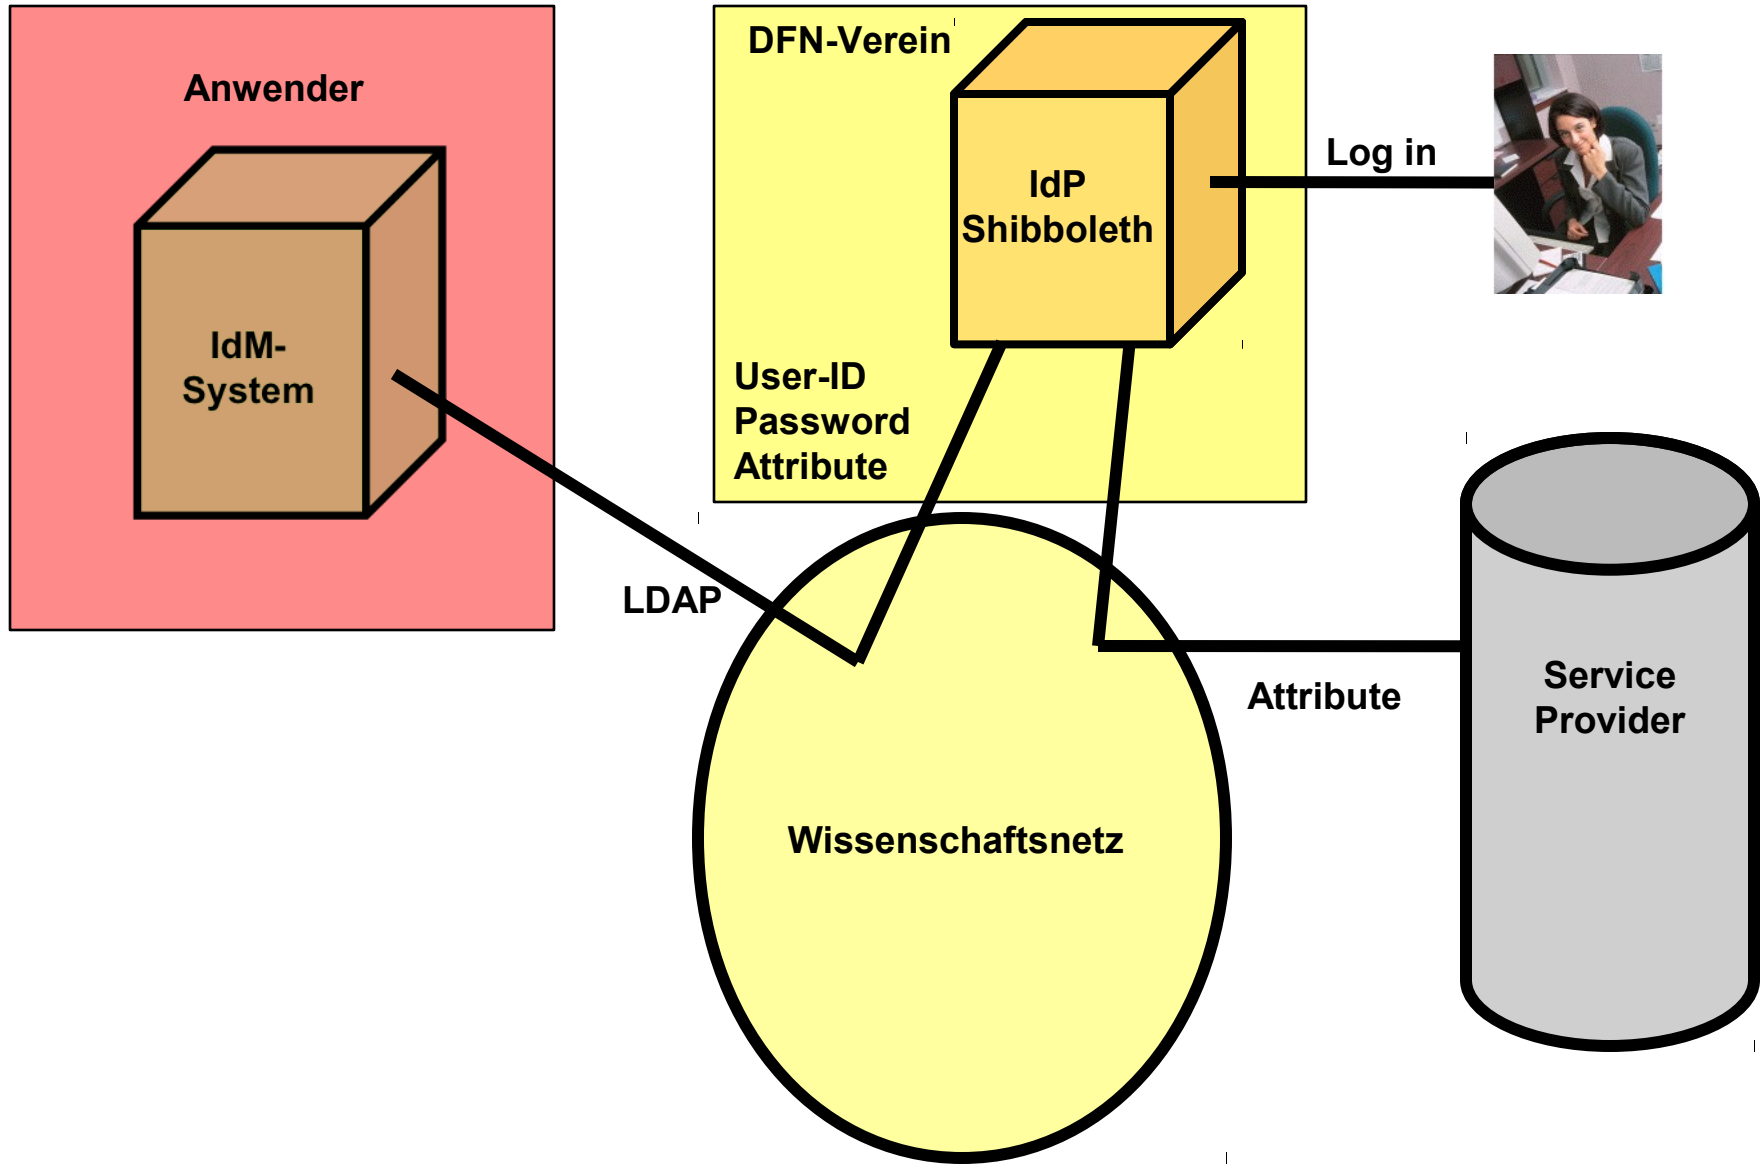 Anwender
IdM-
System
DFN-Verein
IdP
Shibboleth
Log in
User-ID
Password
Attribute
LDAP
Attribute
Service
Provider
Wissenschaftsnetz